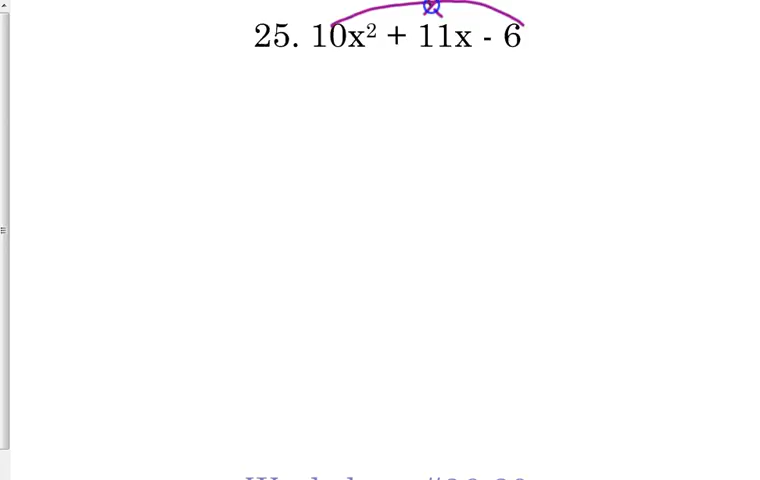 25. 10x² + 11x - 6